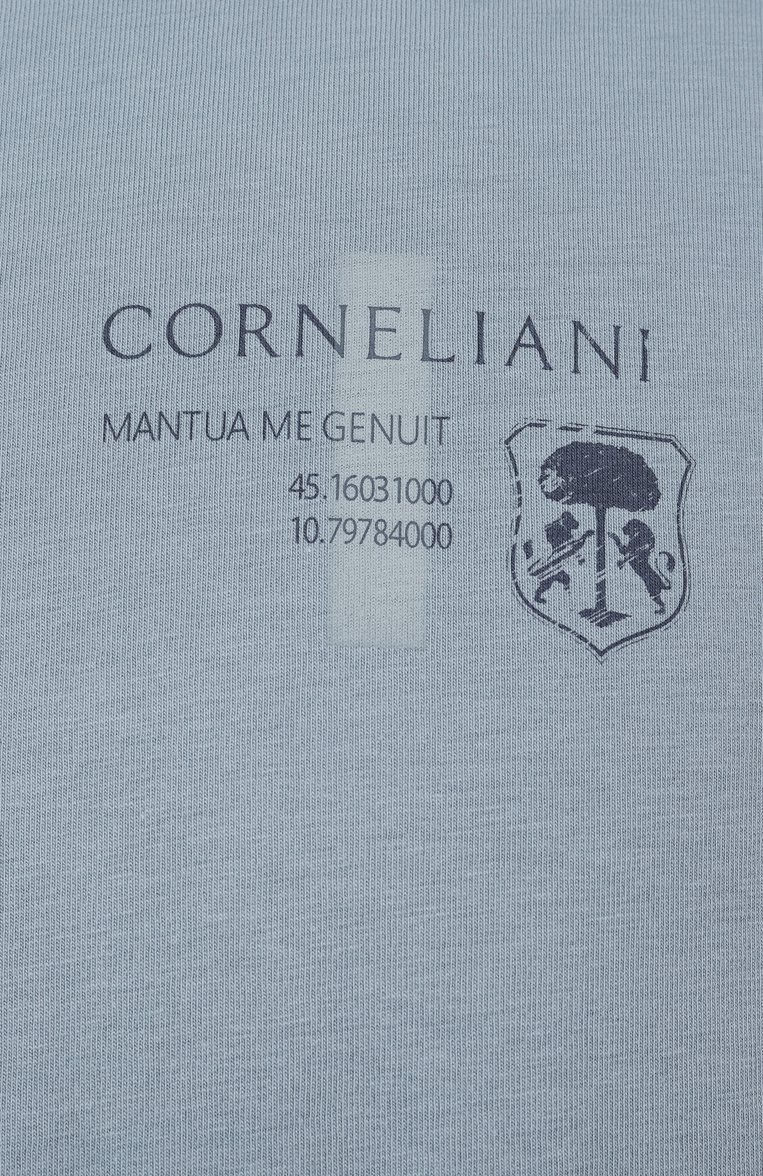 CORNELIANI
MANTUA ME GENUIT
45.16031000
10.79784000